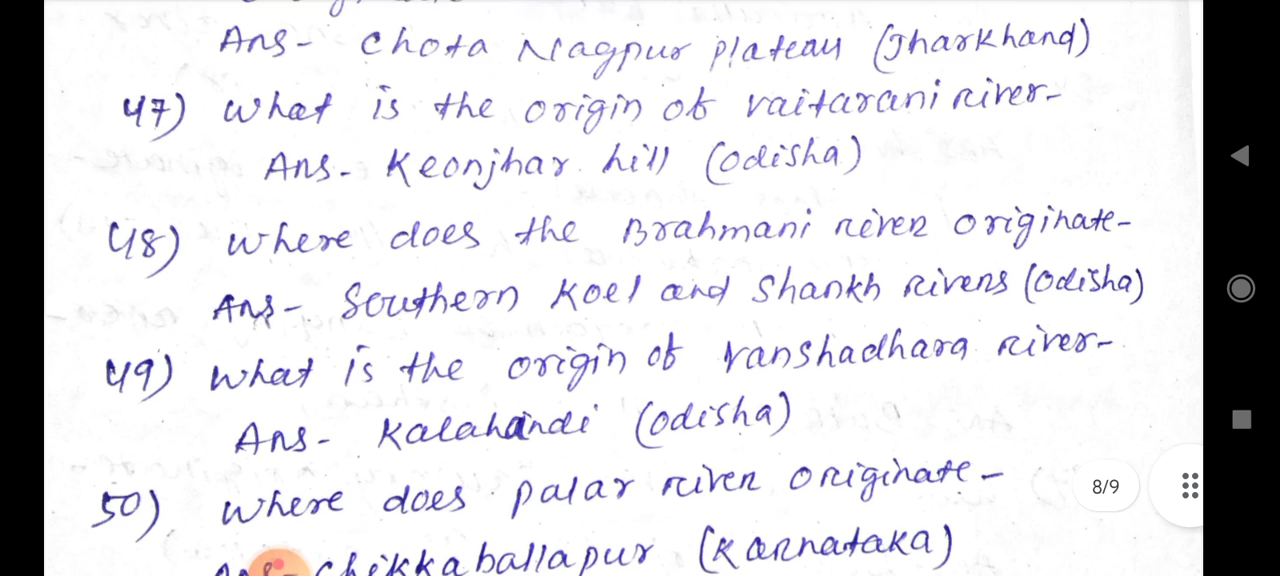 Ans- Chota Nagpur plateau (Jharkhand)
47) What is the origin of Vaitarani river-
Ans- Keonjhar hill (Odisha)
48) Where does the Brahmani river originate-
Ans- Southern Koel and Shankh rivers (Odisha)
49) What is the origin of Vanshadhara river-
Ans- Kalahandi (Odisha)
50) Where does palar river originate-
Ans- Chikkaballapur (Karnataka)
8/9